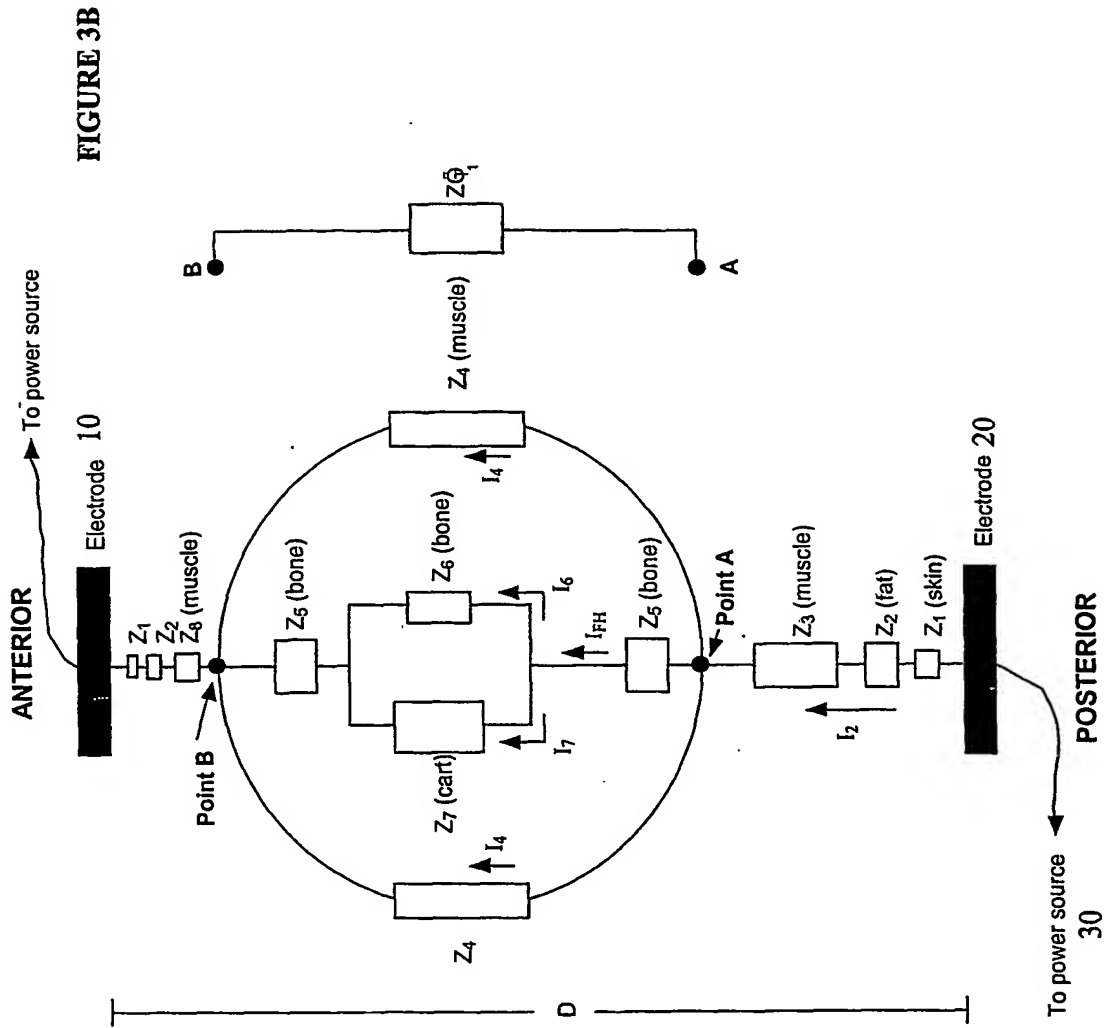 FIGURE 3B
ANTERIOR
To power source
Electrode 10
Z1
Z2
Z8 (muscle)
Point B
Z5 (bone)
Z7 (cart)
Z6 (bone)
I7
I6
IFH
Z4
I4
Z4 (muscle)
I4
Z5 (bone)
Point A
Z3 (muscle)
Z2 (fat)
Z1 (skin)
I2
Electrode 20
POSTERIOR
To power source
30
D
B
A